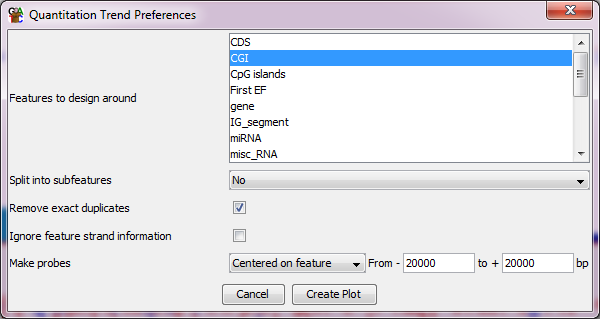 Quantitation Trend Preferences
CDS
CGI
CpG islands
First EF
Features to design around
gene
IG_segment
miRNA
misc_RNA
Split into subfeatures No
Remove exact duplicates
Ignore feature strand information
Make probes Centered on feature From - 20000 to + 20000 bp
Cancel Create Plot